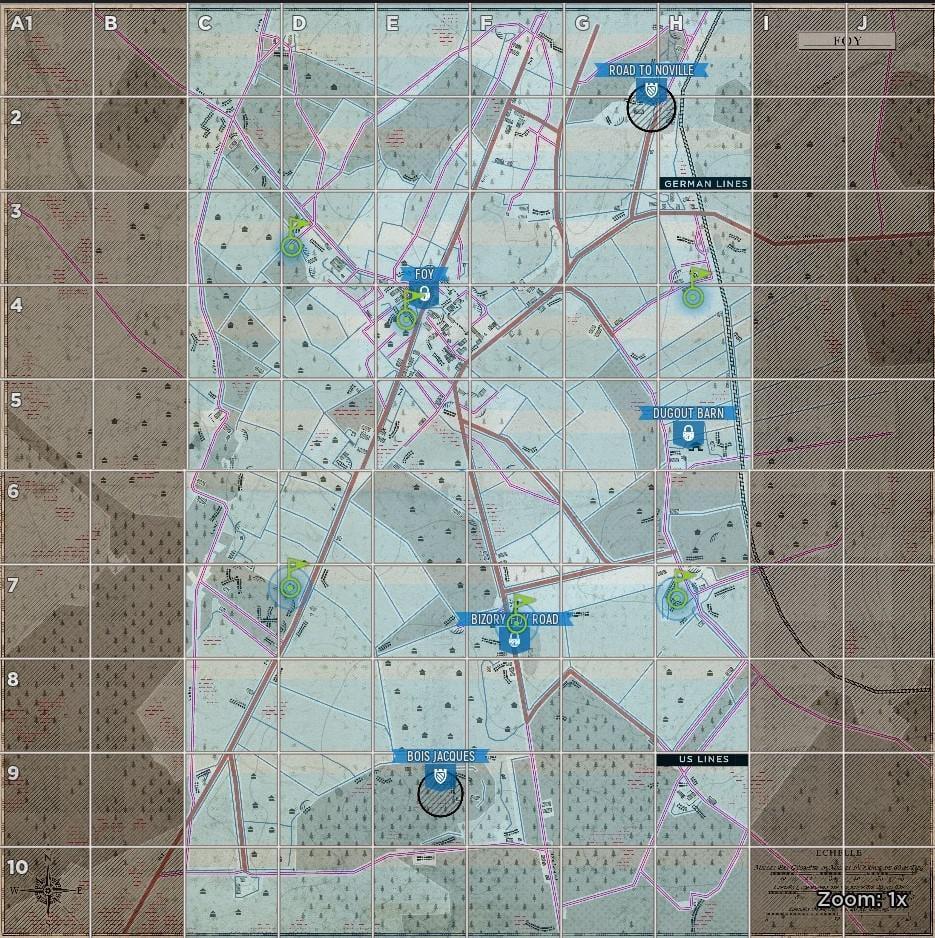 A1 B C D E F G H I J
FOY
ROAD TO NOVILLE
2
GERMAN LINES
3
FOY
4
5
DUGOUT BARN
6
7
BIZORY ROAD
8
BOIS JACQUES
9
US LINES
10
N
W E
ECHELLE
Zoom: 1x